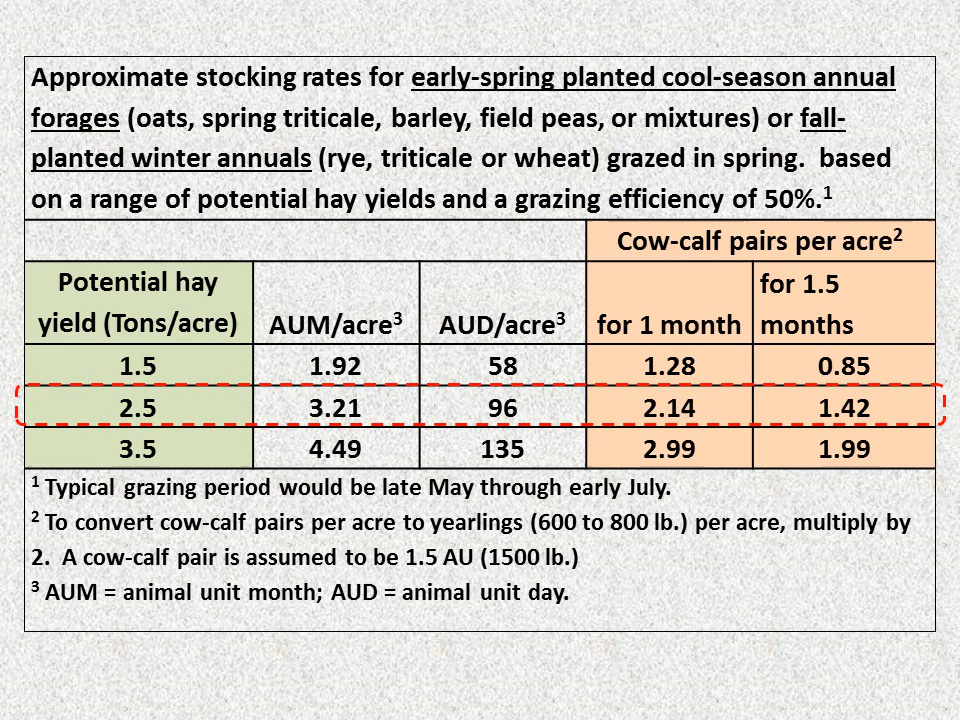 Approximate stocking rates for early-spring planted cool-season annual
forages (oats, spring triticale, barley, field peas, or mixtures) or fall-
planted winter annuals (rye, triticale or wheat) grazed in spring.  based
on a range of potential hay yields and a grazing efficiency of 50%.¹
Cow-calf pairs per acre²
Potential hay
yield (Tons/acre) AUM/acre³ AUD/acre³ for 1 month for 1.5
months
1.5 1.92 58 1.28 0.85
2.5 3.21 96 2.14 1.42
3.5 4.49 135 2.99 1.99
¹ Typical grazing period would be late May through early July.
² To convert cow-calf pairs per acre to yearlings (600 to 800 lb.) per acre, multiply by
2.  A cow-calf pair is assumed to be 1.5 AU (1500 lb.)
³ AUM = animal unit month; AUD = animal unit day.